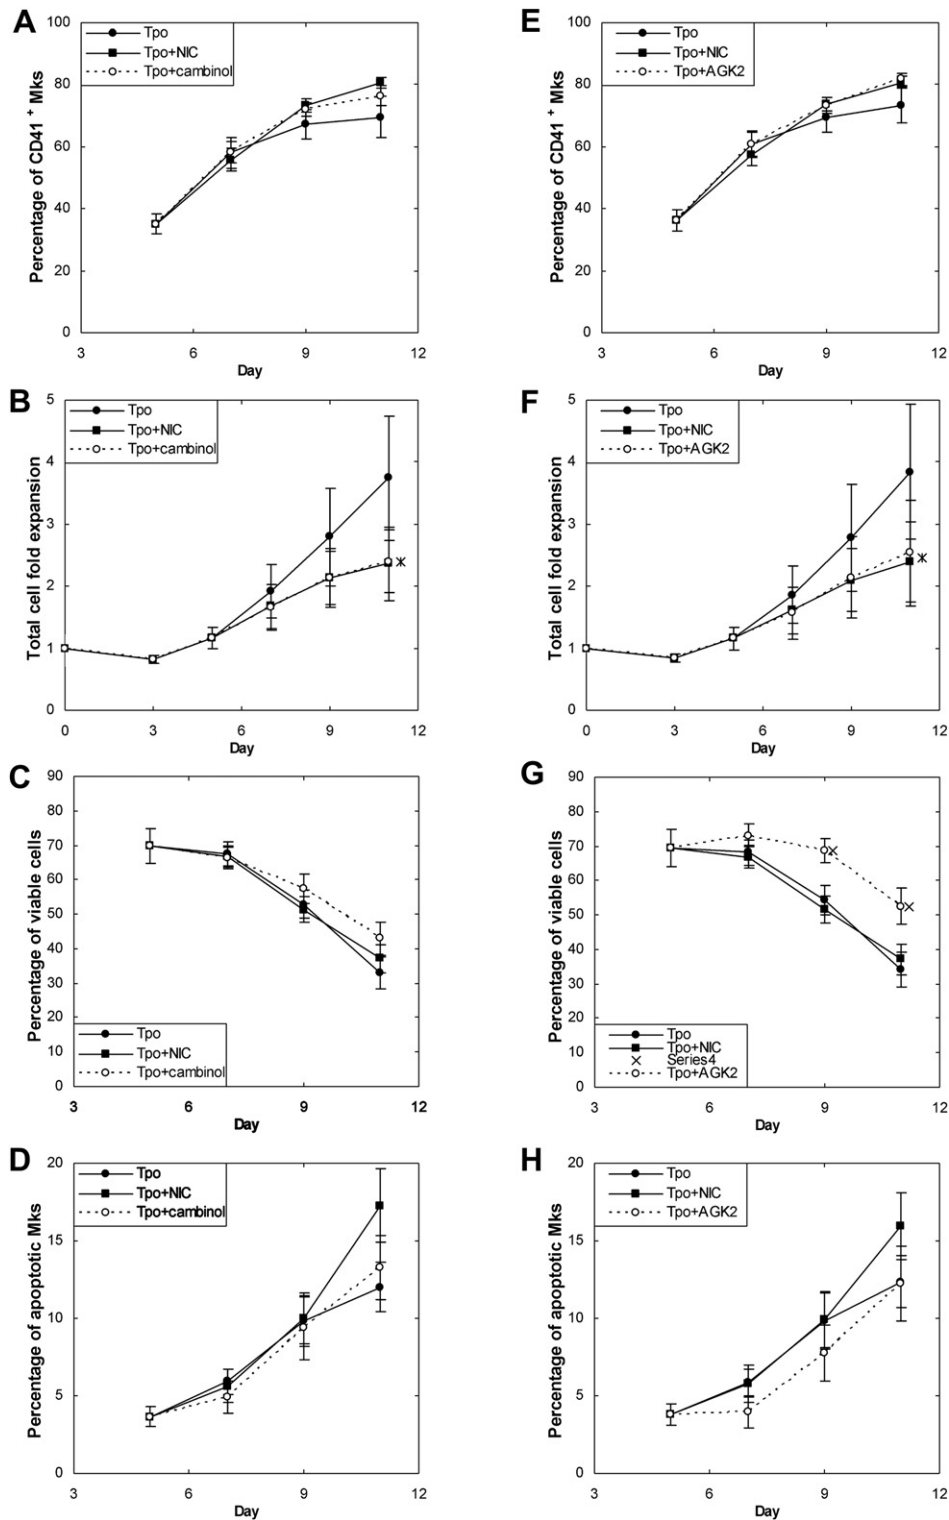 A
Percentage of CD41 + Mks
100
80
60
40
20
0
Tpo
Tpo+NIC
Tpo+cambinol
3
6
9
12
Day
E
Percentage of CD41 + Mks
100
80
60
40
20
0
Tpo
Tpo+NIC
Tpo+AGK2
3
6
9
12
Day
B
Total cell fold expansion
5
4
3
2
1
0
Tpo
Tpo+NIC
Tpo+cambinol
0
3
6
9
12
Day
F
Total cell fold expansion
5
4
3
2
1
0
Tpo
Tpo+NIC
Tpo+AGK2
0
3
6
9
12
Day
C
Percentage of viable cells
90
80
70
60
50
40
30
20
10
0
Tpo
Tpo+NIC
Tpo+cambinol
3
6
9
12
Day
G
Percentage of viable cells
90
80
70
60
50
40
30
20
10
0
Tpo
Tpo+NIC
Series4
Tpo+AGK2
3
6
9
12
Day
D
Percentage of apoptotic Mks
20
15
10
5
0
Tpo
Tpo+NIC
Tpo+cambinol
3
6
9
12
Day
H
Percentage of apoptotic Mks
20
15
10
5
0
Tpo
Tpo+NIC
Tpo+AGK2
3
6
9
12
Day